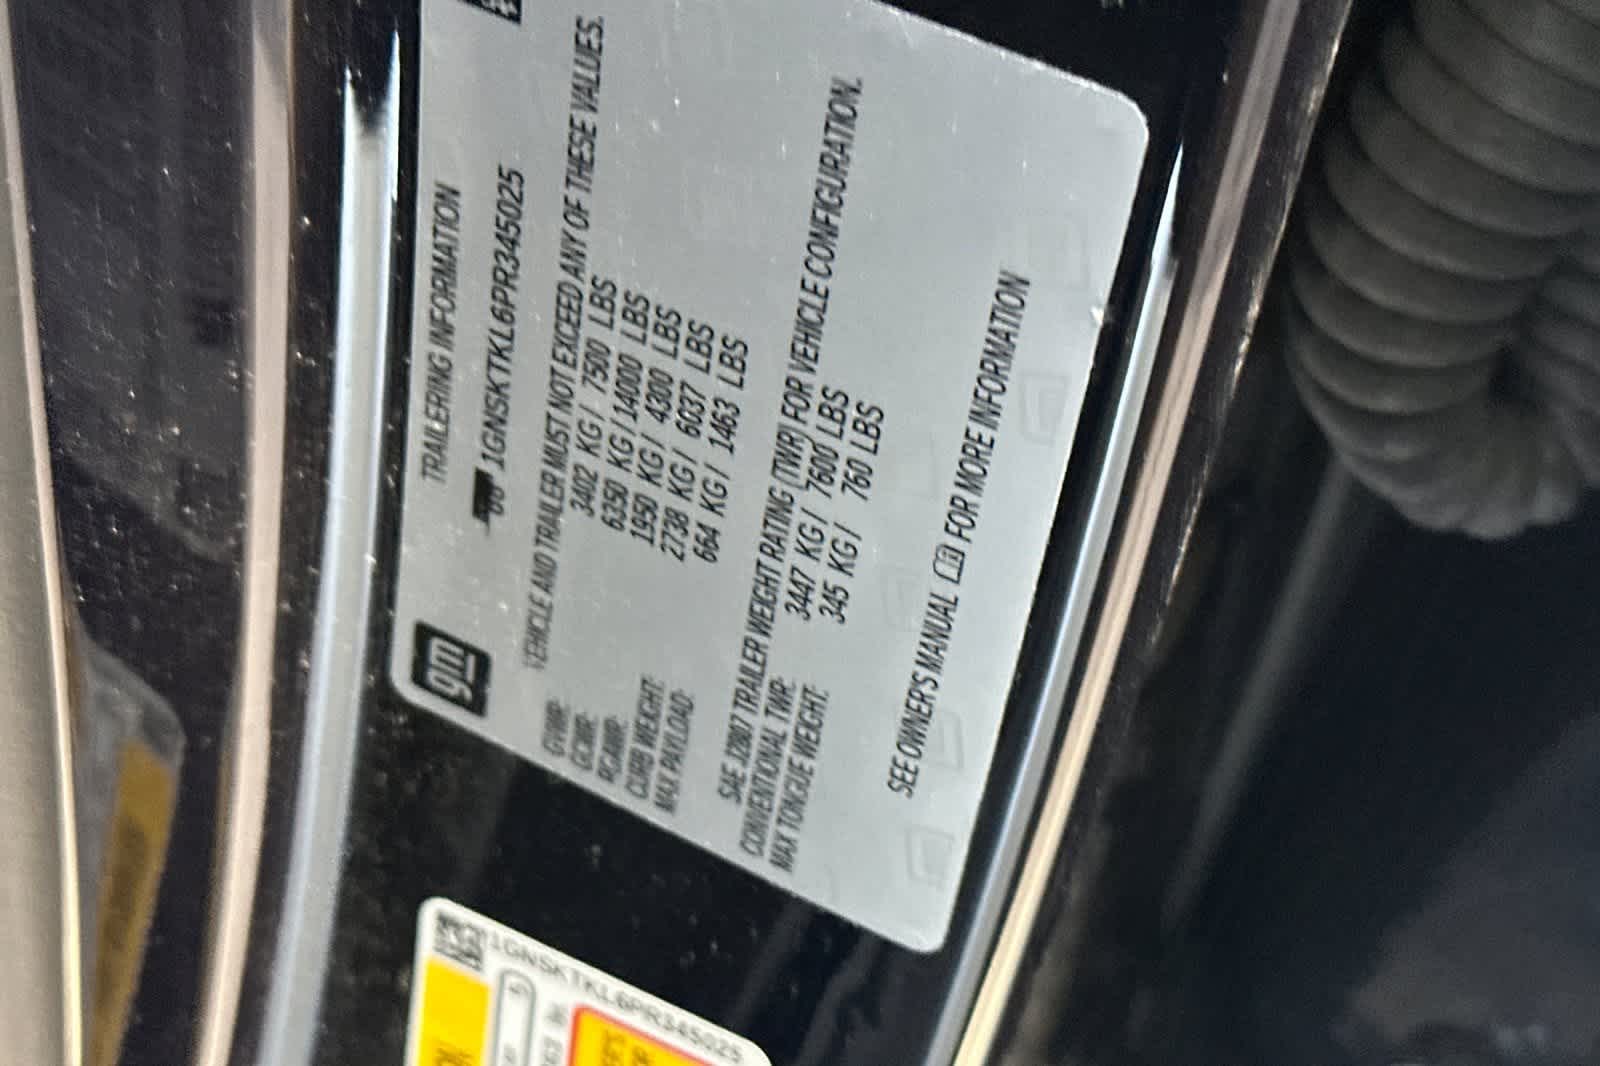 gm
TRAILERING INFORMATION
1GNSKTKL6PR345025
VEHICLE AND TRAILER MUST NOT EXCEED ANY OF THESE VALUES.
GVWR: 3402 KG / 7500 LBS
GCWR: 6350 KG / 14000 LBS
RGAWR: 1950 KG / 4300 LBS
CURB WEIGHT: 2738 KG / 6037 LBS
MAX PAYLOAD: 664 KG / 1463 LBS
SAE J2807 TRAILER WEIGHT RATING (TWR) FOR VEHICLE CONFIGURATION.
CONVENTIONAL TWR: 3447 KG / 7600 LBS
MAX TONGUE WEIGHT: 345 KG / 760 LBS
SEE OWNER'S MANUAL FOR MORE INFORMATION
1GNSKTKL6PR345025